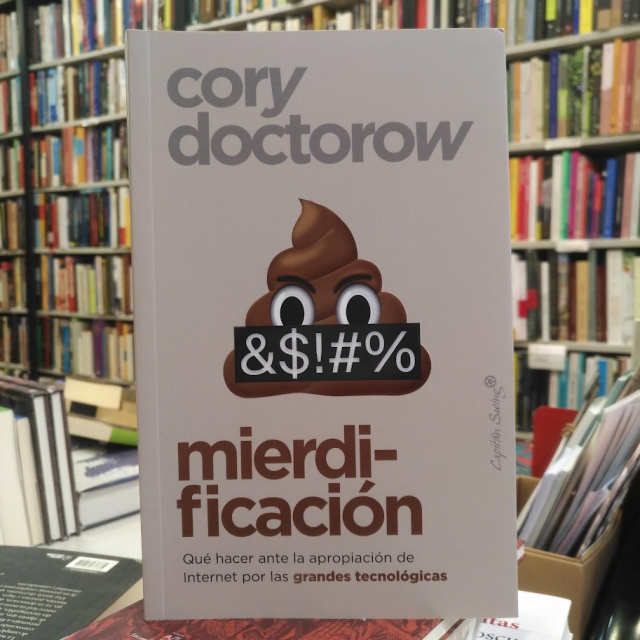 cory
doctorow
&$!#%
Capitán Swing
mierdi-
ficación
Qué hacer ante la apropiación de
Internet por las grandes tecnológicas